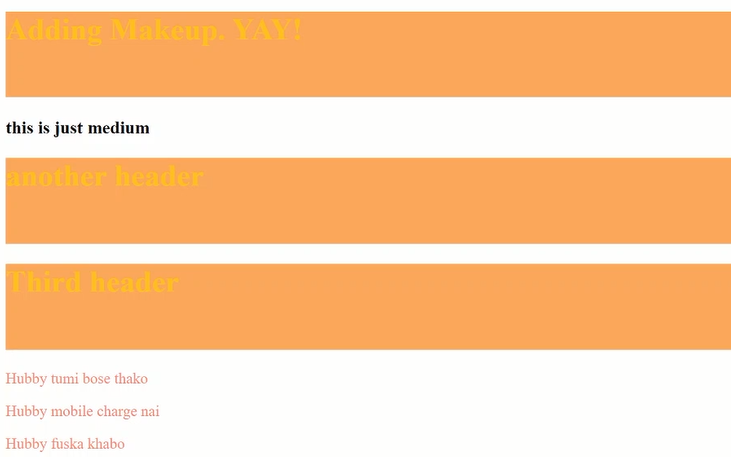 Adding Makeup. YAY!
this is just medium
another header
Third header
Hubby tumi bose thako
Hubby mobile charge nai
Hubby fuska khabo